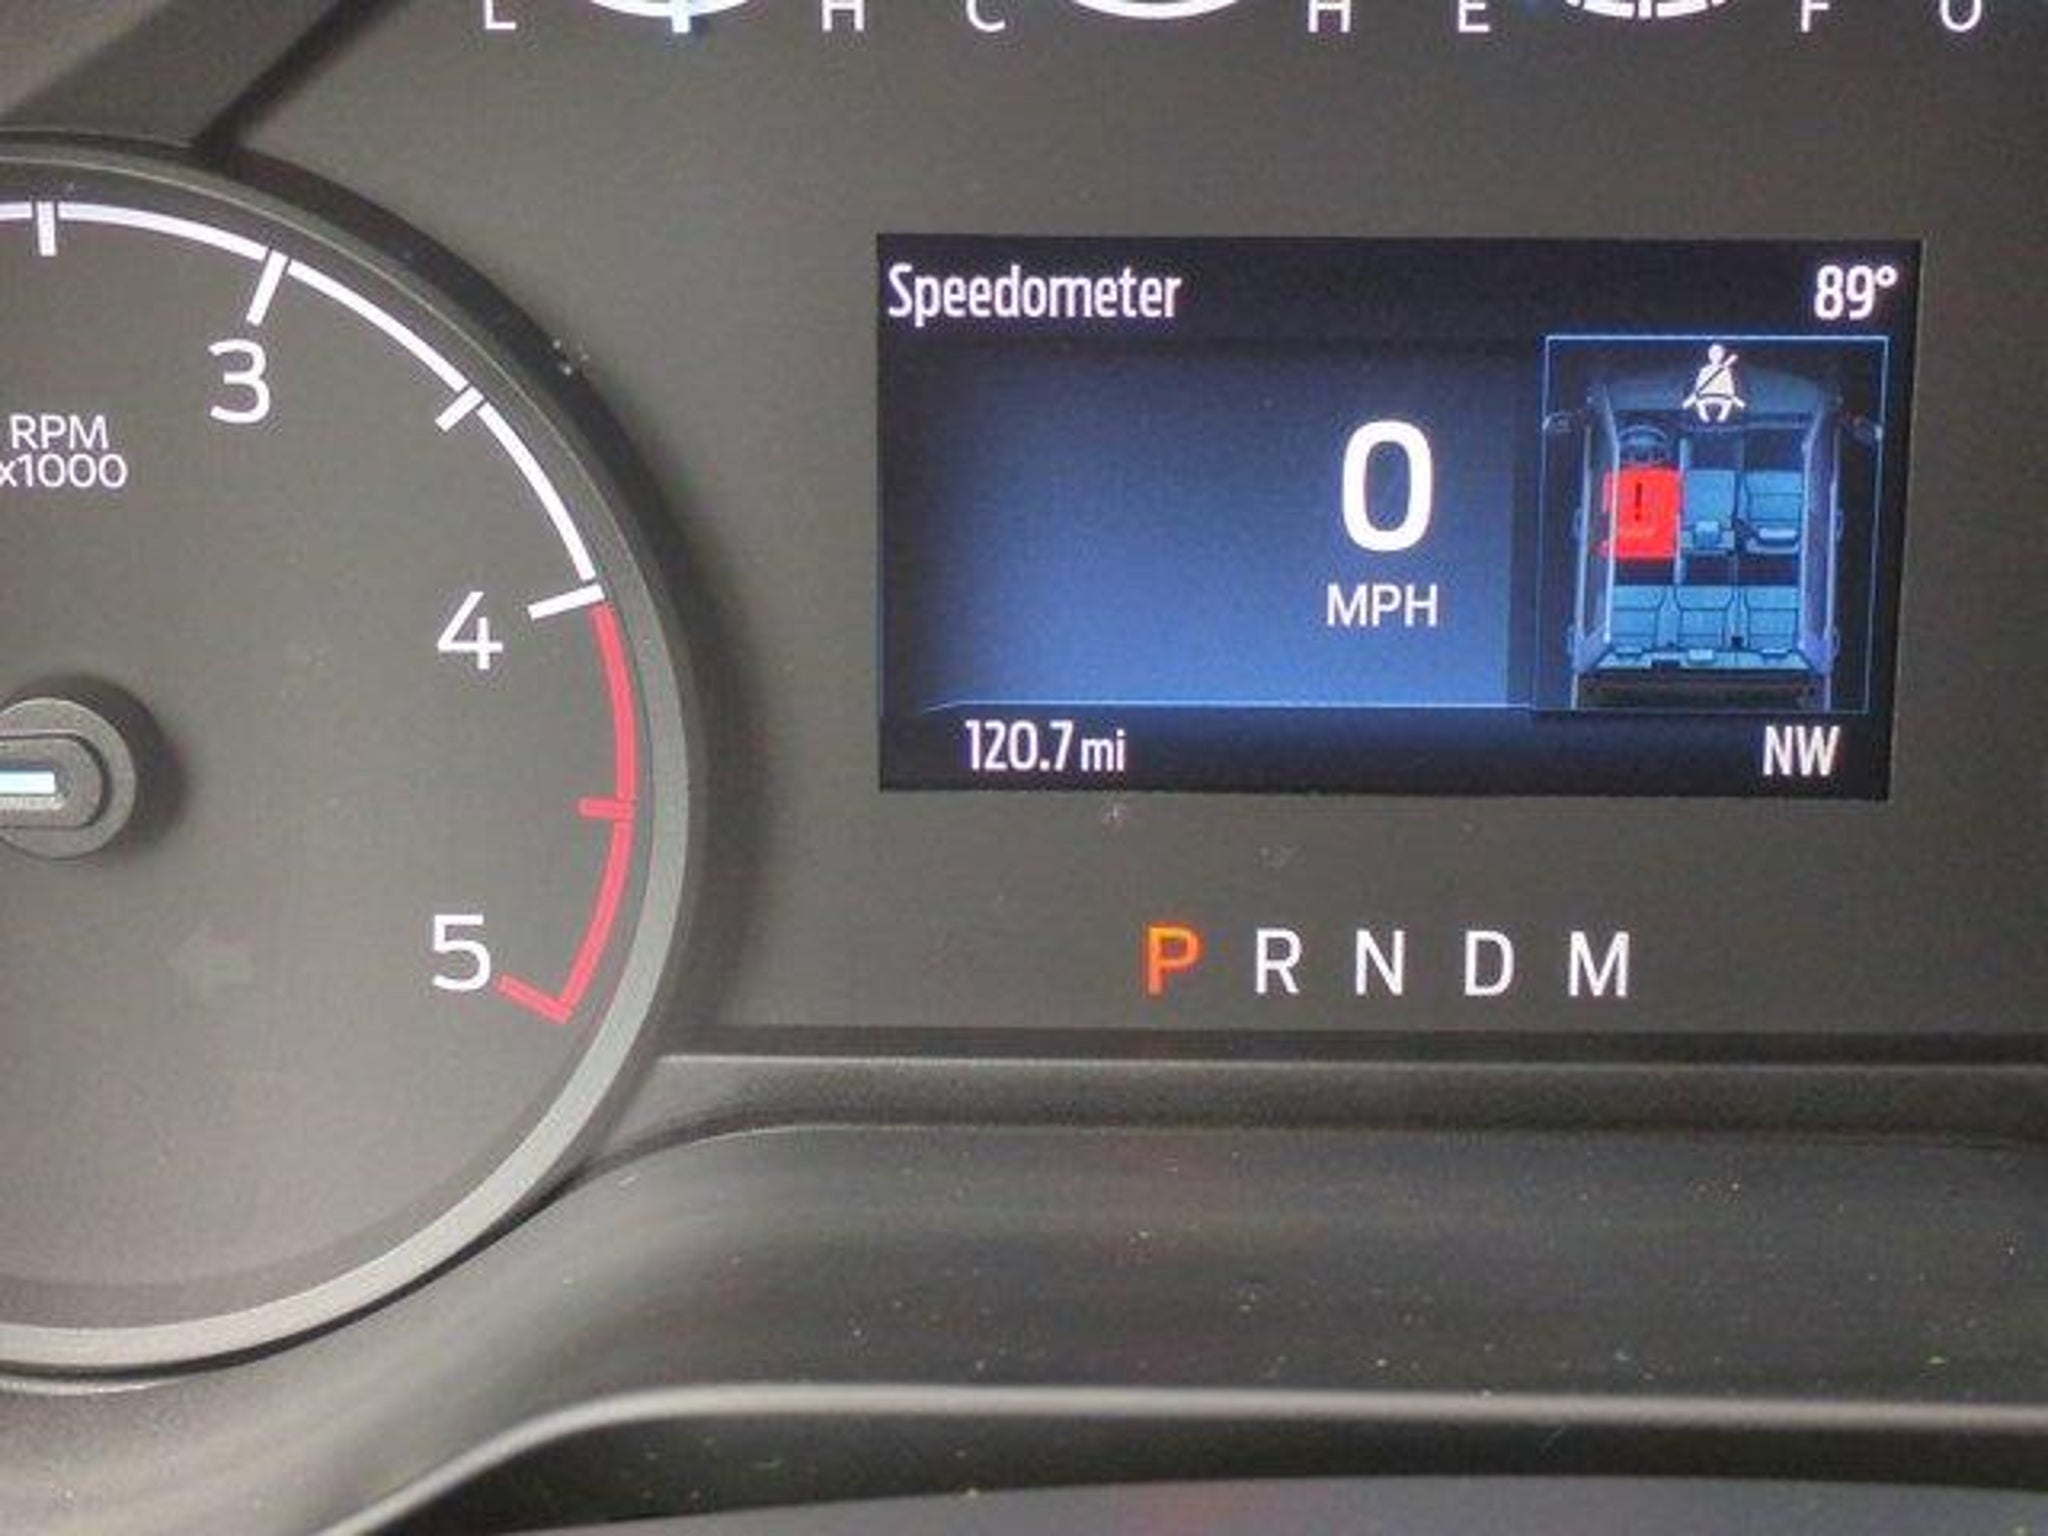 L H C H E F O
Speedometer 89°
3
RPM
x1000
0
MPH
!
4
120.7 mi NW
5
P R N D M